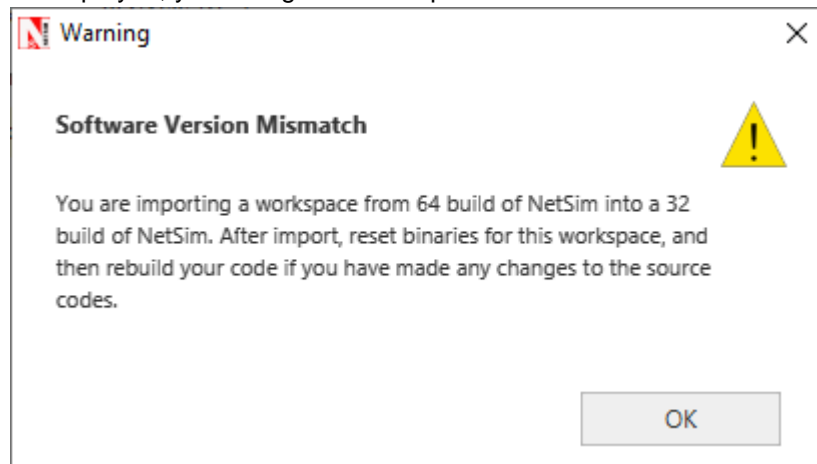 Warning
Software Version Mismatch
You are importing a workspace from 64 build of NetSim into a 32
build of NetSim. After import, reset binaries for this workspace, and
then rebuild your code if you have made any changes to the source
codes.
OK